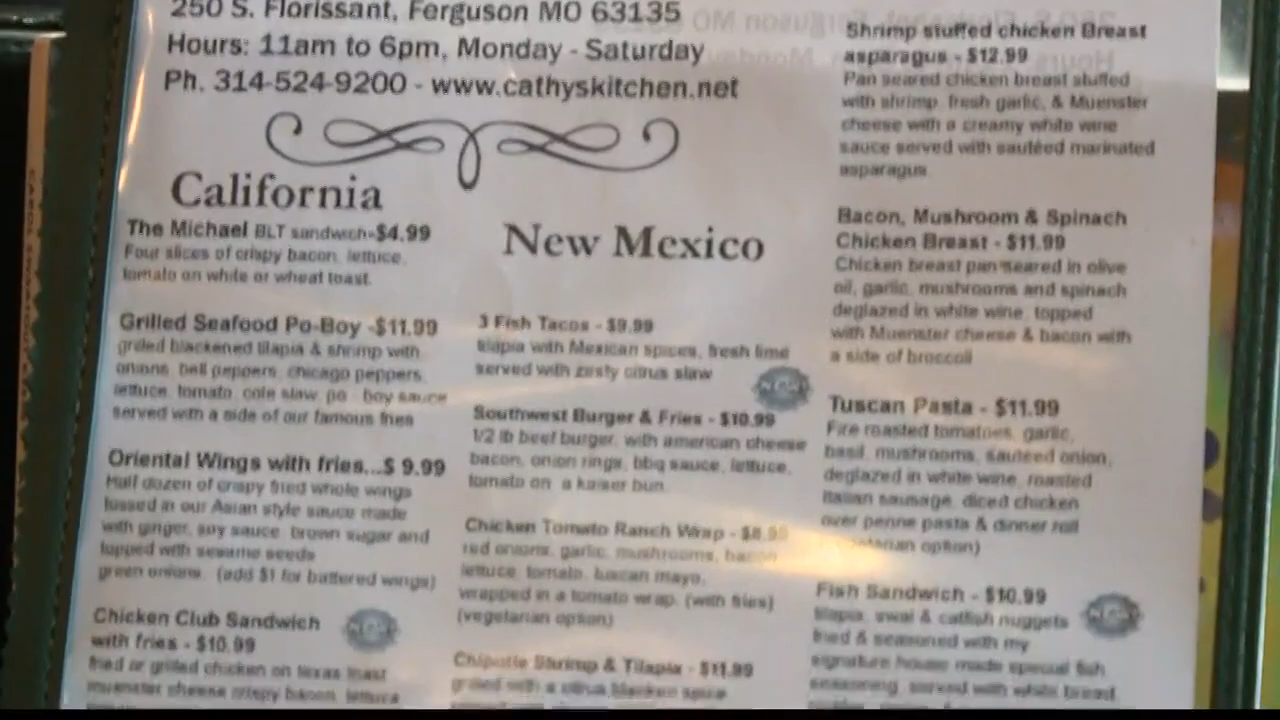 250 S. Florissant, Ferguson MO 63135
Hours: 11am to 6pm, Monday - Saturday
Ph. 314-524-9200 - www.cathyskitchen.net
California
The Michael BLT sandwich-$4.99
Four slices of crispy bacon, lettuce,
tomato on white or wheat toast.
Grilled Seafood Po-Boy -$11.99
grilled blackened tilapia & shrimp with
onions, bell peppers, chicago peppers,
lettuce, tomato, cole slaw, po boy sauce
served with a side of our famous fries
Oriental Wings with fries...$ 9.99
Half dozen of crispy fried whole wings
tossed in our Asian style sauce made
with ginger, soy sauce, brown sugar and
topped with sesame seeds
green onions. (add $1 for battered wings)
Chicken Club Sandwich
with fries - $10.99
fried or grilled chicken on texas toast
muenster cheese crispy bacon, lettuce
New Mexico
3 Fish Tacos - $9.99
tilapia with Mexican spices, fresh lime
served with zesty citrus slaw
Southwest Burger & Fries - $10.99
1/2 lb beef burger, with american cheese
bacon, onion rings, bbq sauce, lettuce,
tomato on a kaiser bun.
Chicken Tomato Ranch Wrap - $8.99
red onions, garlic, mushrooms, bacon
lettuce, tomato, mayo,
wrapped in a tomato wrap. (with fries)
(vegetarian option)
Chipotle Shrimp & Tilapia - $11.99
grilled with a citrus spice
Shrimp stuffed chicken Breast
asparagus - $12.99
Pan seared chicken breast stuffed
with shrimp, fresh garlic, & Muenster
cheese with a creamy white wine
sauce served with sautéed marinated
asparagus
Bacon, Mushroom & Spinach
Chicken Breast - $11.99
Chicken breast pan seared in olive
oil, garlic, mushrooms and spinach
deglazed in white wine, topped
with Muenster cheese & bacon with
a side of broccoli
Tuscan Pasta - $11.99
Fire roasted tomatoes, garlic,
basil, mushrooms, sauteed onion,
deglazed in white wine, roasted
Italian sausage, diced chicken
over penne pasta & dinner roll
option)
Fish Sandwich - $10.99
tilapia, swai & catfish nuggets
fried & seasoned with my
signature house made special fish
seasoning, served with white bread